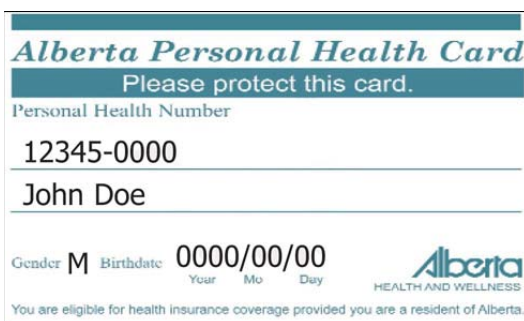 Alberta Personal Health Card
Please protect this card.
Personal Health Number
12345-0000
John Doe
Gender M Birthdate 0000/00/00
Year Mo Day
Alberta
HEALTH AND WELLNESS
You are eligible for health insurance coverage provided you are a resident of Alberta.